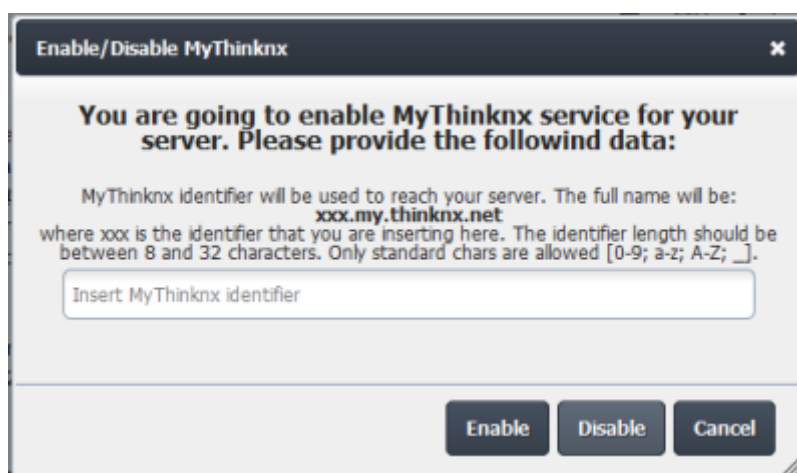 Enable/Disable MyThinknx
You are going to enable MyThinknx service for your
server. Please provide the followind data:
MyThinknx identifier will be used to reach your server. The full name will be:
xxx.my.thinknx.net
where xxx is the identifier that you are inserting here. The identifier length should be
between 8 and 32 characters. Only standard chars are allowed [0-9; a-z; A-Z; _].
Insert MyThinknx identifier
Enable Disable Cancel